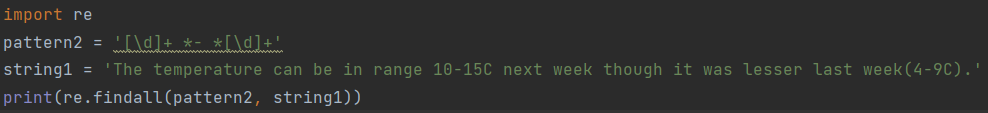 import re
pattern2 = '[\d]+ *- *[\d]+'
string1 = 'The temperature can be in range 10-15C next week though it was lesser last week(4-9C).'
print(re.findall(pattern2, string1))